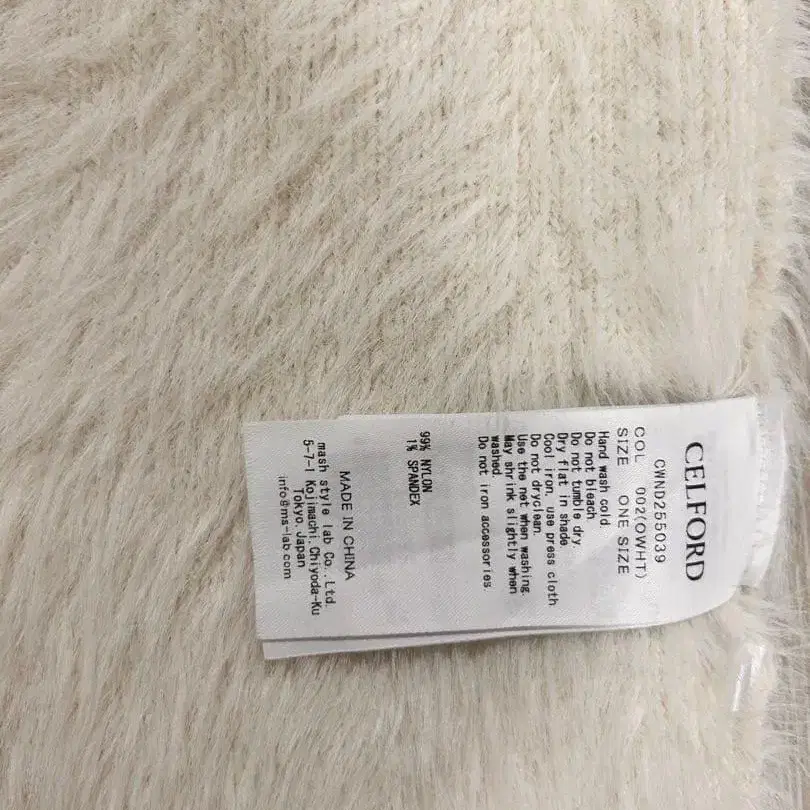 CELFORD
CWND255039
COL 002(OWHT)
SIZE ONE SIZE
Hand wash cold
Do not bleach
Do not tumble dry.
Dry flat in shade
Cool iron, use press cloth
Do not dryclean.
Use the net when washing.
May shrink slightly when
washed.
Do not iron accessories.
99% NYLON
1% SPANDEX
MADE IN CHINA
mash style lab Co.,Ltd.
5-7-1 Kojimachi, Chiyoda-Ku
Tokyo, Japan
info@ms-lab.com